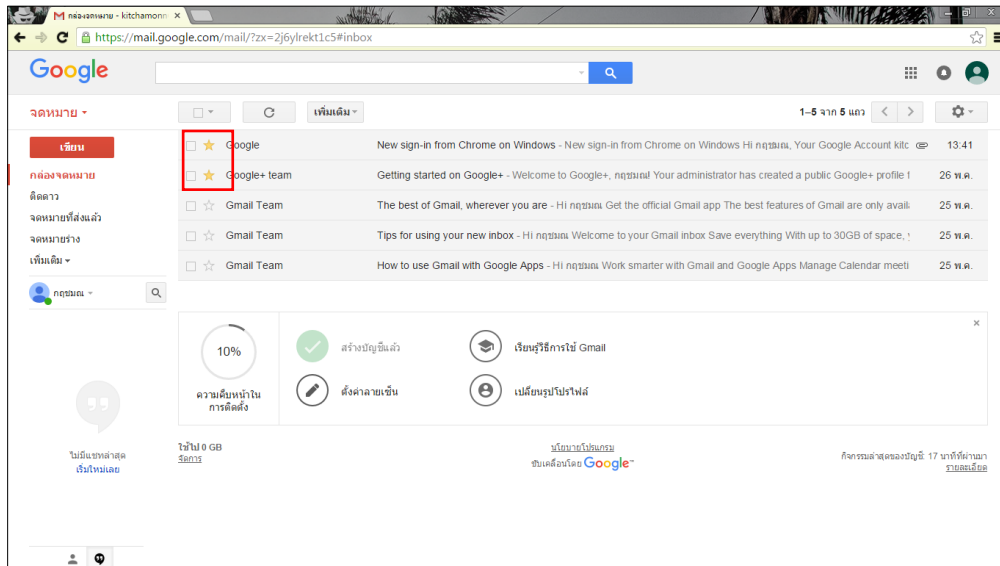 กล่องจดหมาย - kitchamonn
https://mail.google.com/mail/?zx=2j6ylrekt1c5#inbox
Google
จดหมาย
เพิ่มเติม
1–5 จาก 5 แถว
เขียน
กล่องจดหมาย
ติดดาว
จดหมายที่ส่งแล้ว
จดหมายร่าง
เพิ่มเติม
กฤชมณ
Google New sign-in from Chrome on Windows - New sign-in from Chrome on Windows Hi กฤชมณ, Your Google Account kitc 13:41
Google+ team Getting started on Google+ - Welcome to Google+, กฤชมณ! Your administrator has created a public Google+ profile f 26 พ.ค.
Gmail Team The best of Gmail, wherever you are - Hi กฤชมณ Get the official Gmail app The best features of Gmail are only avail 25 พ.ค.
Gmail Team Tips for using your new inbox - Hi กฤชมณ Welcome to your Gmail inbox Save everything With up to 30GB of space, 25 พ.ค.
Gmail Team How to use Gmail with Google Apps - Hi กฤชมณ Work smarter with Gmail and Google Apps Manage Calendar meeti 25 พ.ค.
10%
ความคืบหน้าใน
การติดตั้ง
สร้างบัญชีแล้ว
เรียนรู้วิธีการใช้ Gmail
ตั้งค่าลายเซ็น
เปลี่ยนรูปโปรไฟล์
ไม่มีแชทล่าสุด
เริ่มใหม่เลย
ใช้ไป 0 GB
จัดการ
นโยบายโปรแกรม
ขับเคลื่อนโดย Google™
กิจกรรมล่าสุดของบัญชี: 17 นาทีที่ผ่านมา
รายละเอียด